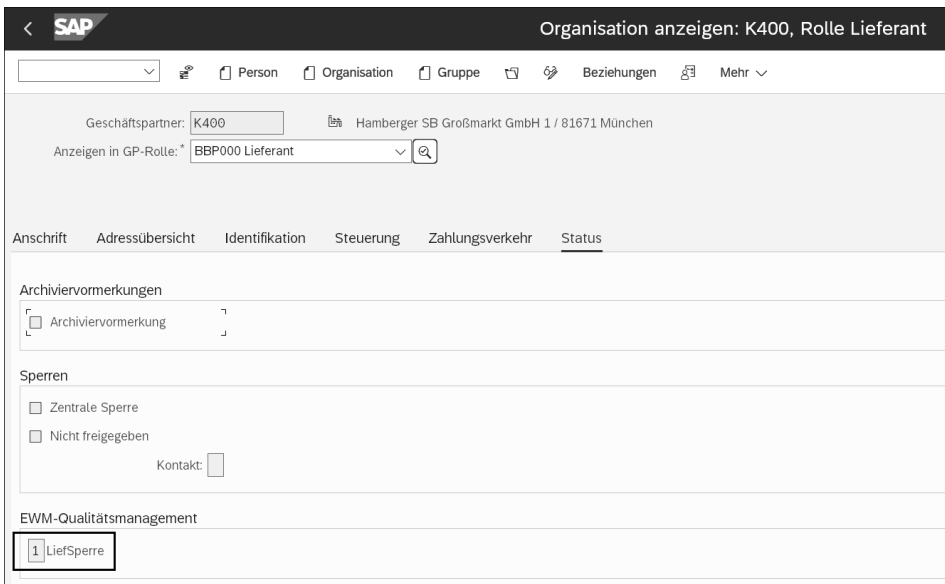 SAP Organisation anzeigen: K400, Rolle Lieferant
Person Organisation Gruppe Beziehungen Mehr
Geschäftspartner: K400 Hamberger SB Großmarkt GmbH 1 / 81671 München
Anzeigen in GP-Rolle:* BBP000 Lieferant
Anschrift Adressübersicht Identifikation Steuerung Zahlungsverkehr Status
Archiviervormerkungen
Archiviervormerkung
Sperren
Zentrale Sperre
Nicht freigegeben
Kontakt:
EWM-Qualitätsmanagement
1 LiefSperre